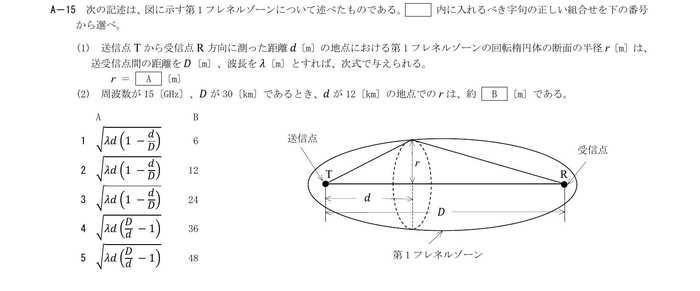 A－15 次の記述は、図に示す第１フレネルゾーンについて述べたものである。□ 内に入れるべき字句の正しい組合せを下の番号
から選べ。
(1) 送信点 T から受信点 R 方向に測った距離 d〔m〕の地点における第１フレネルゾーンの回転楕円体の断面の半径 r〔m〕は、
送受信点間の距離を D〔m〕、波長を λ〔m〕とすれば、次式で与えられる。
r ＝ A 〔m〕
(2) 周波数が 15〔GHz〕、D が 30〔km〕であるとき、d が 12〔km〕の地点での r は、約 B〔m〕である。
A B
1 √(λd(1 − d/D)) 6
2 √(λd(1 − d/D)) 12
3 √(λd(1 − d/D)) 24
4 √(λd(D/d − 1)) 36
5 √(λd(D/d − 1)) 48
送信点
受信点
T
r
R
d
D
第１フレネルゾーン